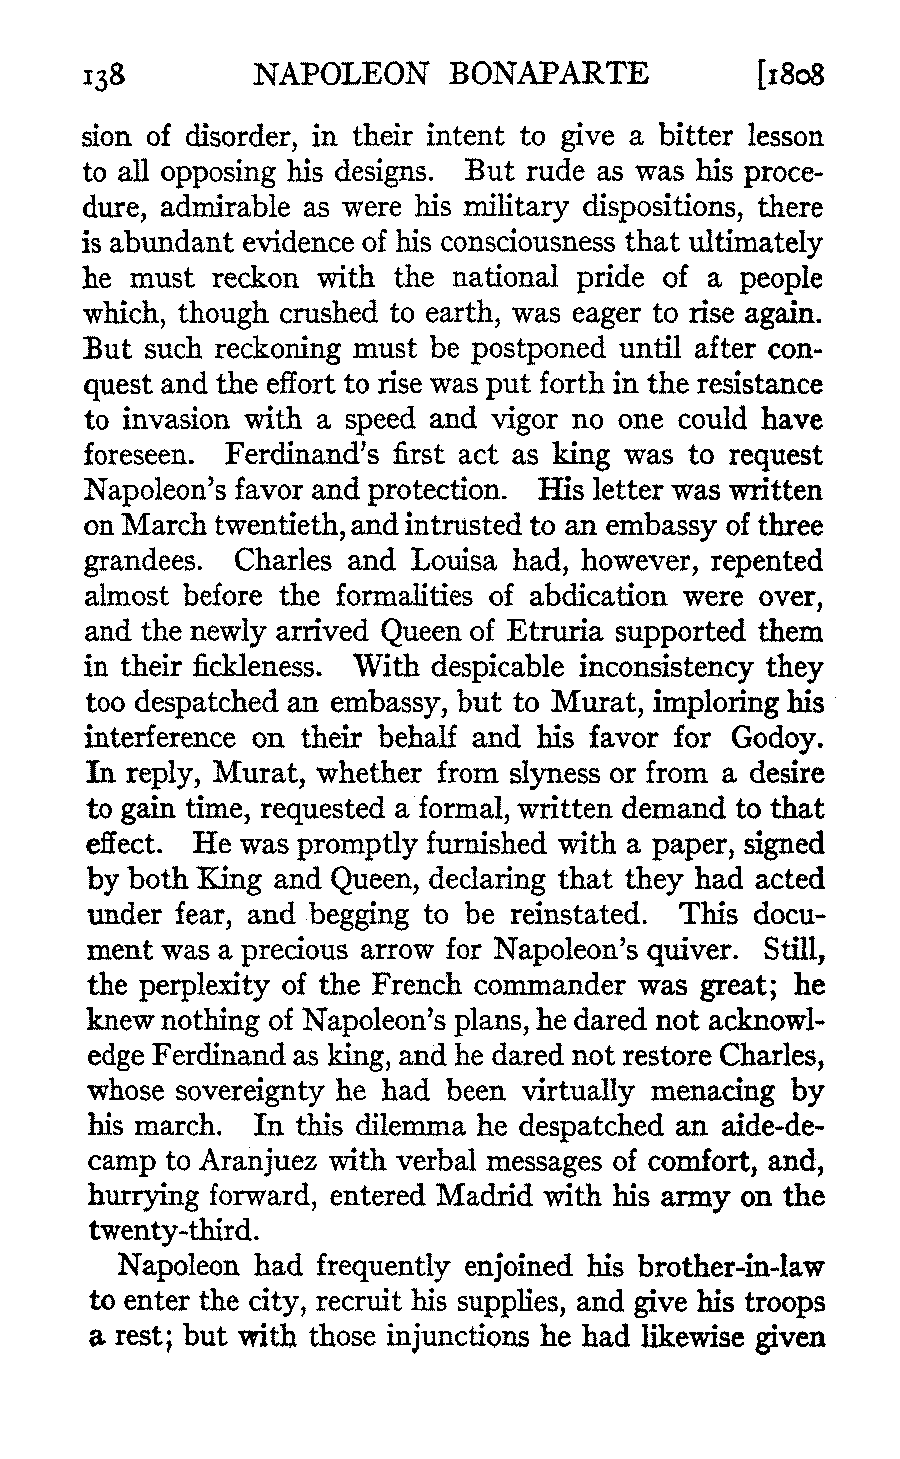 138 NAPOLEON BONAPARTE [1808
sion of disorder, in their intent to give a bitter lesson
to all opposing his designs. But rude as was his proce-
dure, admirable as were his military dispositions, there
is abundant evidence of his consciousness that ultimately
he must reckon with the national pride of a people
which, though crushed to earth, was eager to rise again.
But such reckoning must be postponed until after con-
quest and the effort to rise was put forth in the resistance
to invasion with a speed and vigor no one could have
foreseen. Ferdinand's first act as king was to request
Napoleon's favor and protection. His letter was written
on March twentieth, and intrusted to an embassy of three
grandees. Charles and Louisa had, however, repented
almost before the formalities of abdication were over,
and the newly arrived Queen of Etruria supported them
in their fickleness. With despicable inconsistency they
too despatched an embassy, but to Murat, imploring his
interference on their behalf and his favor for Godoy.
In reply, Murat, whether from slyness or from a desire
to gain time, requested a formal, written demand to that
effect. He was promptly furnished with a paper, signed
by both King and Queen, declaring that they had acted
under fear, and begging to be reinstated. This docu-
ment was a precious arrow for Napoleon's quiver. Still,
the perplexity of the French commander was great; he
knew nothing of Napoleon's plans, he dared not acknowl-
edge Ferdinand as king, and he dared not restore Charles,
whose sovereignty he had been virtually menacing by
his march. In this dilemma he despatched an aide-de-
camp to Aranjuez with verbal messages of comfort, and,
hurrying forward, entered Madrid with his army on the
twenty-third.
Napoleon had frequently enjoined his brother-in-law
to enter the city, recruit his supplies, and give his troops
a rest; but with those injunctions he had likewise given